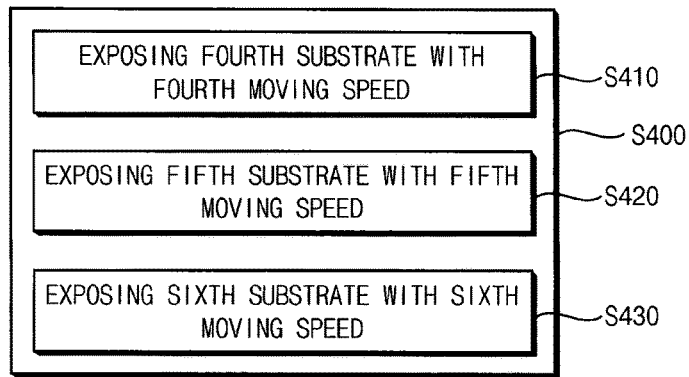 EXPOSING FOURTH SUBSTRATE WITH
FOURTH MOVING SPEED
S410
S400
EXPOSING FIFTH SUBSTRATE WITH FIFTH
MOVING SPEED
S420
EXPOSING SIXTH SUBSTRATE WITH SIXTH
MOVING SPEED
S430